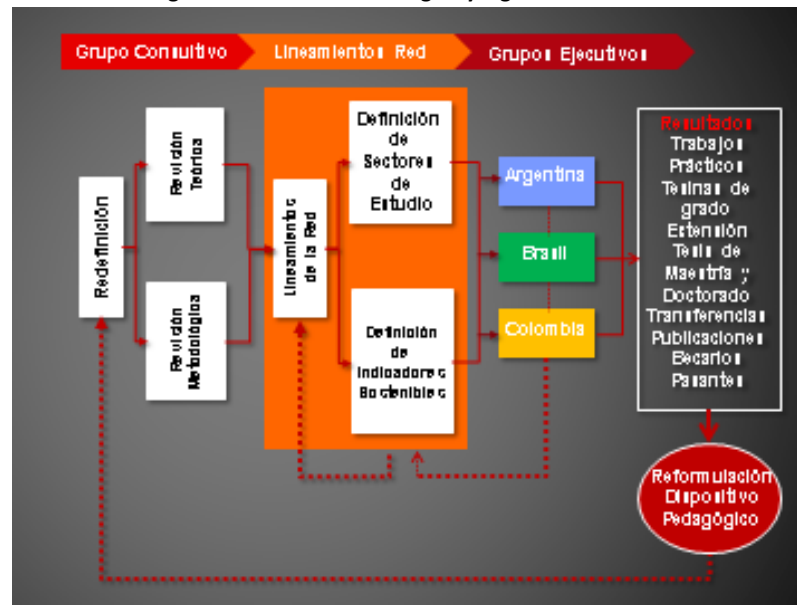 Grupo Consultivo
Lineamientos Red
Grupos Ejecutivos
Redefinición
Revisión
Teórica
Revisión
Metodológica
Lineamientos
de la Red
Definición
de
Sectores
de
Estudio
Definición
de
Indicadores
Sostenibles
Argentina
Brasil
Colombia
Resultados
Trabajos
Prácticos
Tesinas de
grado
Extensión
Tesis de
Maestría y
Doctorado
Transferencias
Publicaciones
Becarios
Pasantes
Reformulación
Dispositivo
Pedagógico